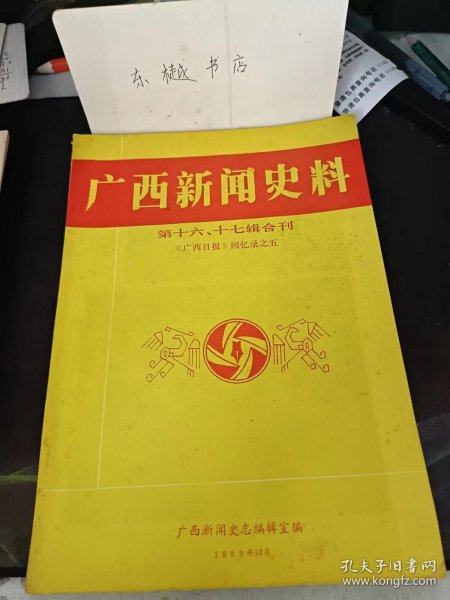 东樾书店
广西新闻史料
第十六、十七辑合刊
《广西日报》回忆录之五
广西新闻史志编辑室编
1989年10月
孔夫子旧书网
www.kongfz.com